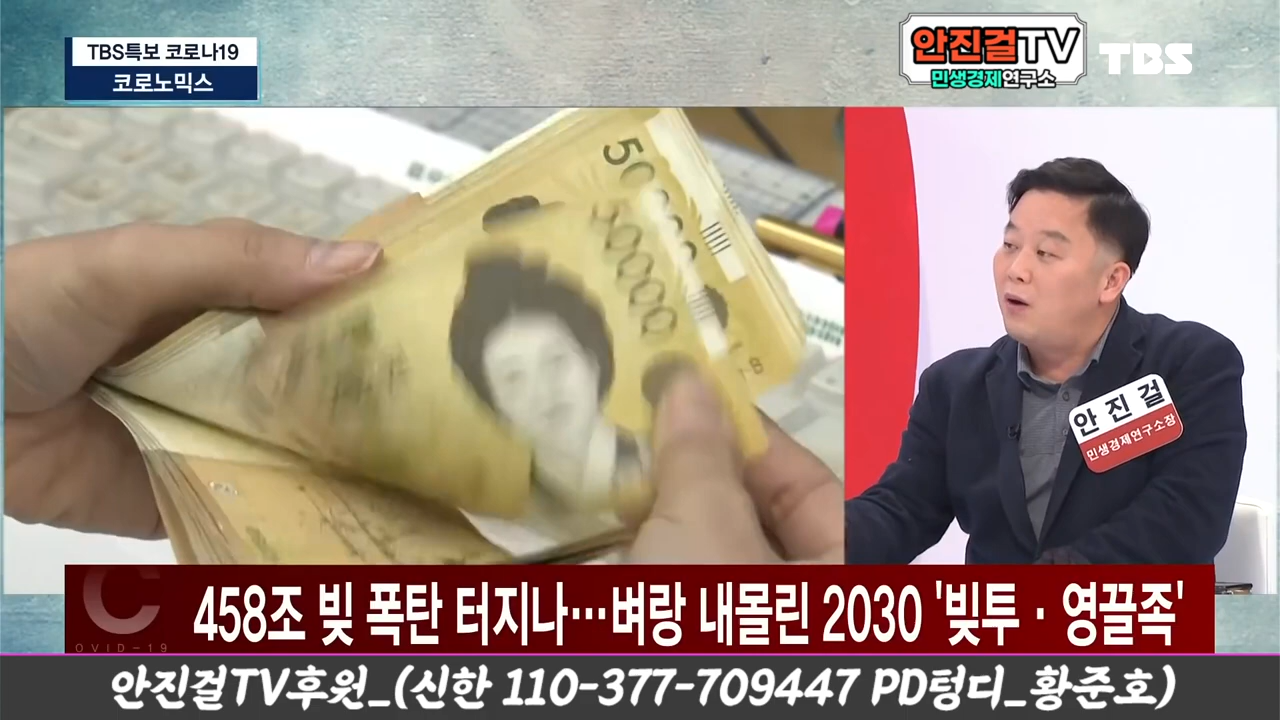 TBS특보 코로나19
코로노믹스
안진걸TV
민생경제연구소
TBS
50000
50000
안진걸
민생경제연구소장
458조 빚 폭탄 터지나…벼랑 내몰린 2030 '빚투·영끌족'
C
OVID-19
안진걸TV후원_(신한 110-377-709447 PD텅디_황준호)